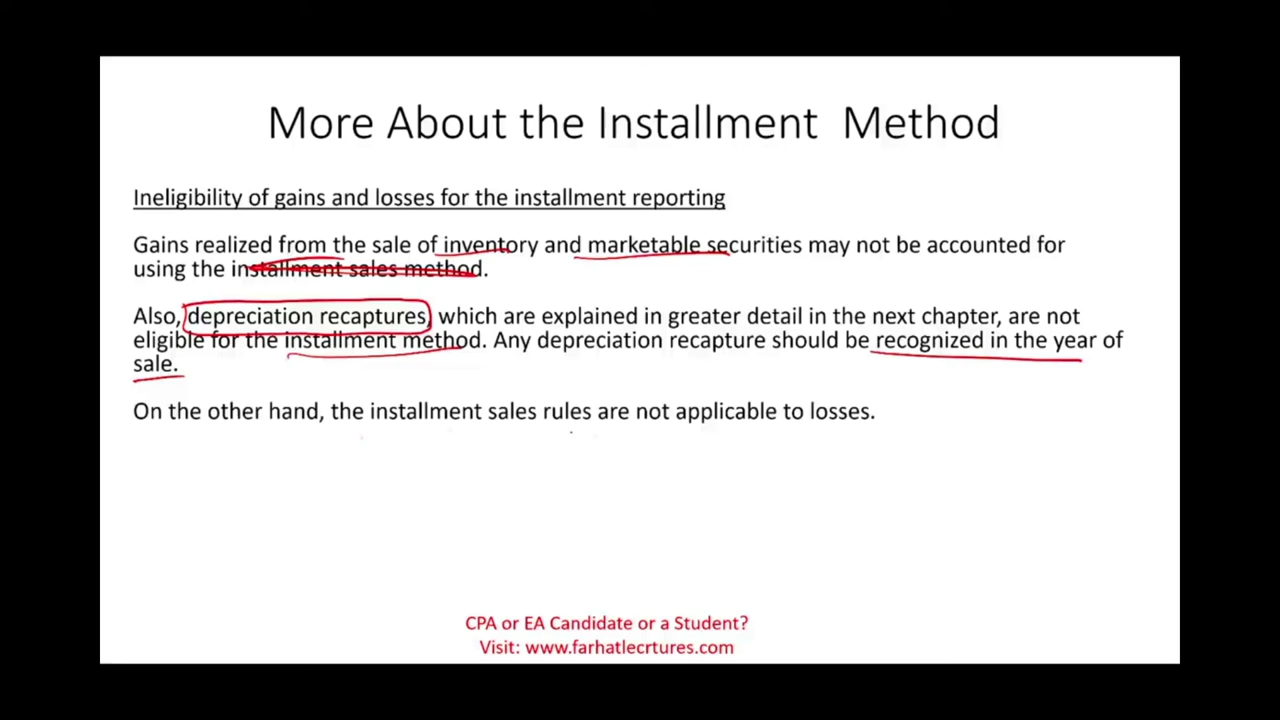 More About the Installment Method
Ineligibility of gains and losses for the installment reporting
Gains realized from the sale of inventory and marketable securities may not be accounted for
using the installment sales method.
Also, depreciation recaptures, which are explained in greater detail in the next chapter, are not
eligible for the installment method. Any depreciation recapture should be recognized in the year of
sale.
On the other hand, the installment sales rules are not applicable to losses.
CPA or EA Candidate or a Student?
Visit: www.farhatlecrtures.com